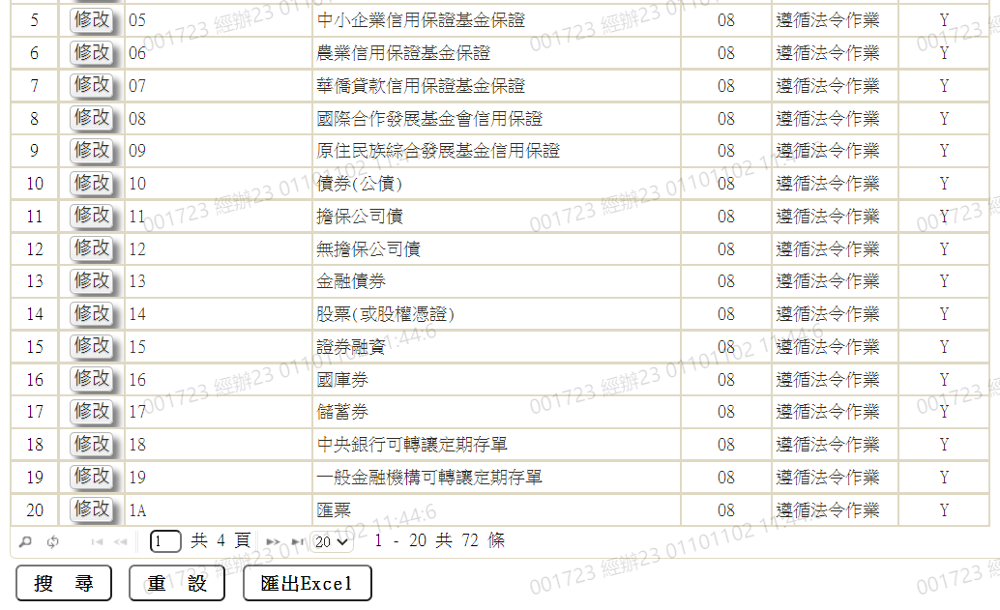 5 修改 05 中小企業信用保證基金保證 08 遵循法令作業 Y
6 修改 06 農業信用保證基金保證 08 遵循法令作業 Y
7 修改 07 華僑貸款信用保證基金保證 08 遵循法令作業 Y
8 修改 08 國際合作發展基金會信用保證 08 遵循法令作業 Y
9 修改 09 原住民族綜合發展基金信用保證 08 遵循法令作業 Y
10 修改 10 債券(公債) 08 遵循法令作業 Y
11 修改 11 擔保公司債 08 遵循法令作業 Y
12 修改 12 無擔保公司債 08 遵循法令作業 Y
13 修改 13 金融債券 08 遵循法令作業 Y
14 修改 14 股票(或股權憑證) 08 遵循法令作業 Y
15 修改 15 證券融資 08 遵循法令作業 Y
16 修改 16 國庫券 08 遵循法令作業 Y
17 修改 17 儲蓄券 08 遵循法令作業 Y
18 修改 18 中央銀行可轉讓定期存單 08 遵循法令作業 Y
19 修改 19 一般金融機構可轉讓定期存單 08 遵循法令作業 Y
20 修改 1A 匯票 08 遵循法令作業 Y
1 共 4 頁 20 1 - 20 共 72 條
搜 尋 重 設 匯出Excel
001723 經辦23 01101102 11:44:6